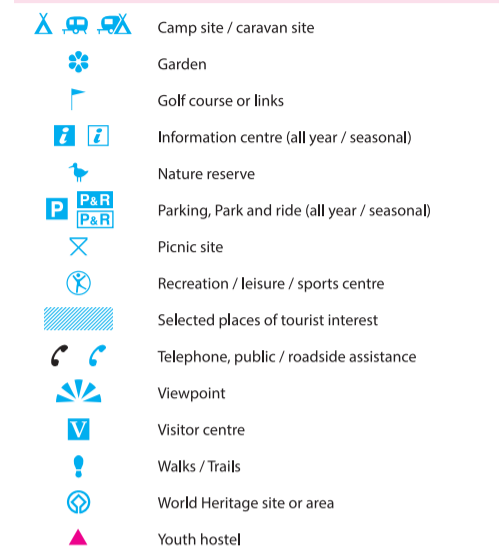 Camp site / caravan site
Garden
Golf course or links
i i Information centre (all year / seasonal)
Nature reserve
P P&R P&R Parking, Park and ride (all year / seasonal)
Picnic site
Recreation / leisure / sports centre
Selected places of tourist interest
Telephone, public / roadside assistance
Viewpoint
V Visitor centre
Walks / Trails
World Heritage site or area
Youth hostel